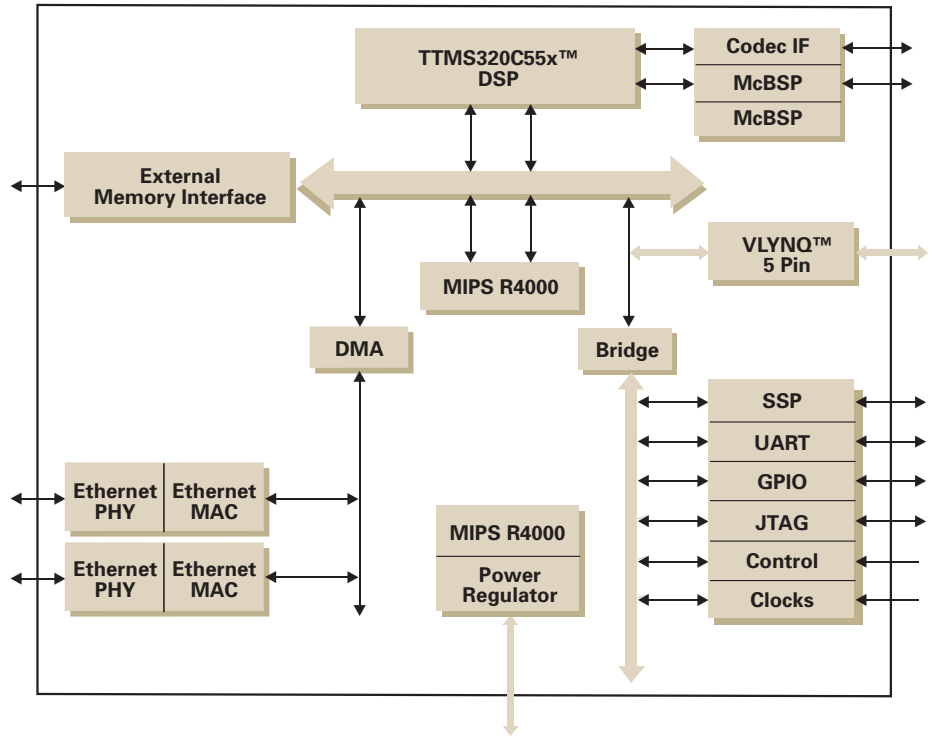 TTMS320C55x™
DSP
Codec IF
McBSP
McBSP
External
Memory Interface
VLYNQ™
5 Pin
MIPS R4000
DMA
Bridge
SSP
UART
GPIO
JTAG
Control
Clocks
Ethernet
PHY
Ethernet
MAC
Ethernet
PHY
Ethernet
MAC
MIPS R4000
Power
Regulator